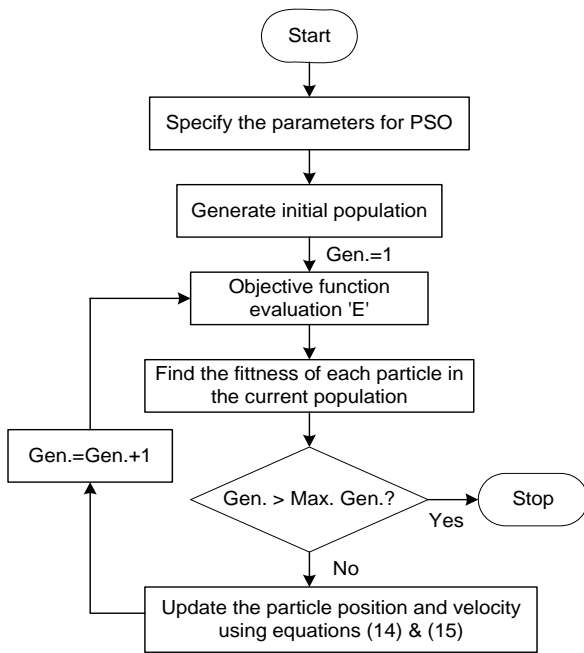 Start
Specify the parameters for PSO
Generate initial population
Gen.=1
Objective function
evaluation 'E'
Find the fittness of each particle in
the current population
Gen.=Gen.+1
Gen. > Max. Gen.?
Yes
Stop
No
Update the particle position and velocity
using equations (14) & (15)